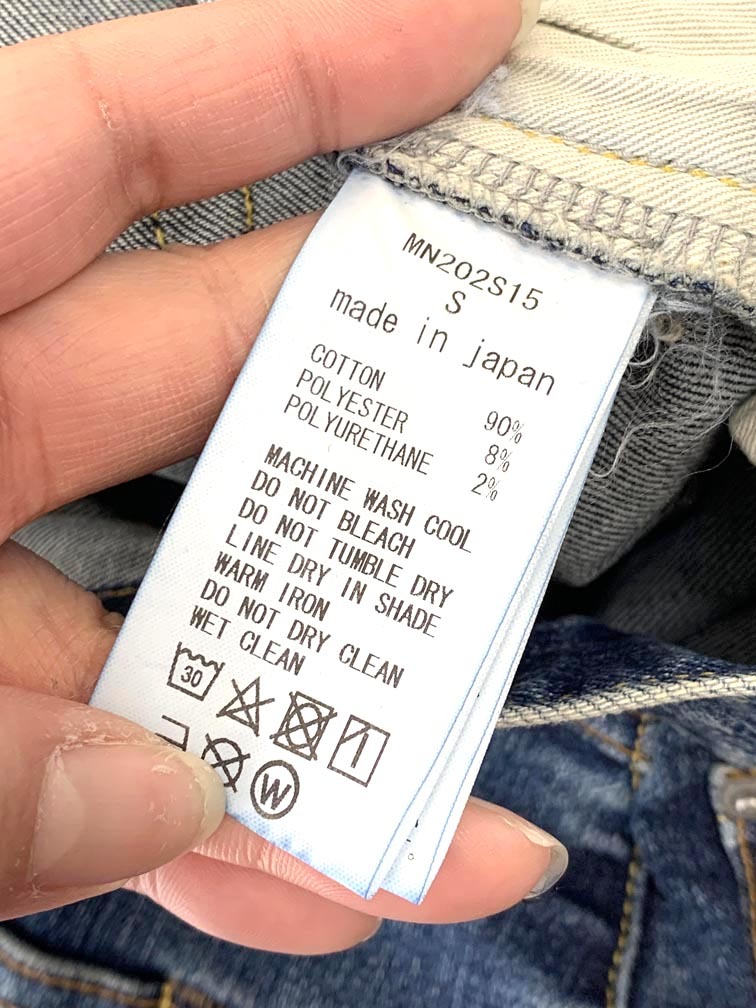 MN202S15
S
made in japan
COTTON 90%
POLYESTER 8%
POLYURETHANE 2%
MACHINE WASH COOL
DO NOT BLEACH
DO NOT TUMBLE DRY
LINE DRY IN SHADE
WARM IRON
DO NOT DRY CLEAN
WET CLEAN
30
W